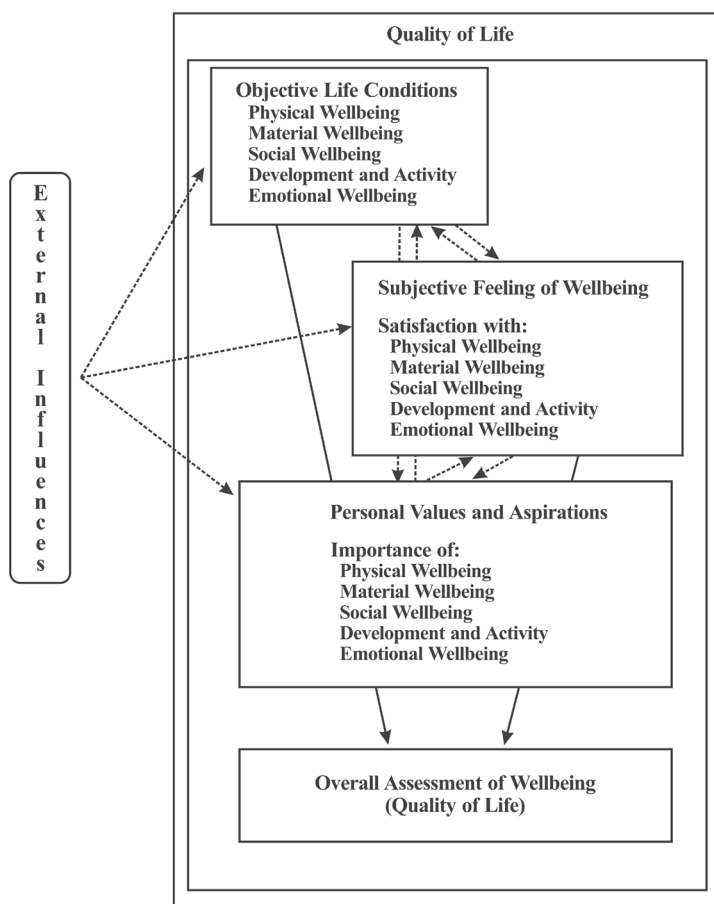 Quality of Life
Objective Life Conditions
Physical Wellbeing
Material Wellbeing
Social Wellbeing
Development and Activity
Emotional Wellbeing
External Influences
Subjective Feeling of Wellbeing
Satisfaction with:
Physical Wellbeing
Material Wellbeing
Social Wellbeing
Development and Activity
Emotional Wellbeing
Personal Values and Aspirations
Importance of:
Physical Wellbeing
Material Wellbeing
Social Wellbeing
Development and Activity
Emotional Wellbeing
Overall Assessment of Wellbeing
(Quality of Life)